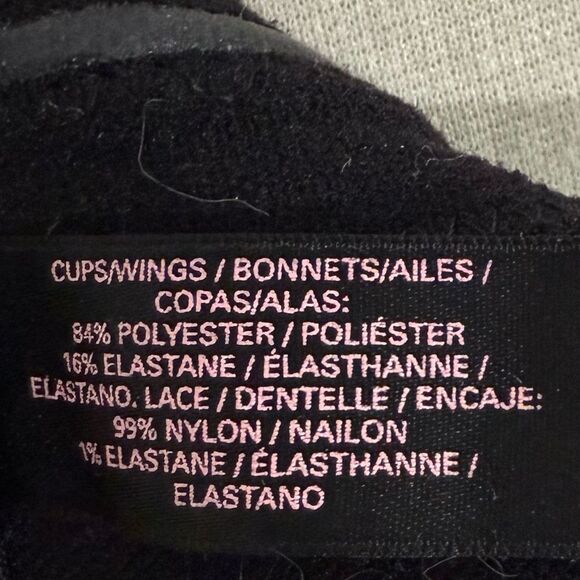 CUPS/WINGS / BONNETS/AILES /
COPAS/ALAS:
84% POLYESTER / POLIÉSTER
16% ELASTANE / ÉLASTHANNE /
ELASTANO. LACE / DENTELLE / ENCAJE:
99% NYLON / NAILON
1% ELASTANE / ÉLASTHANNE /
ELASTANO